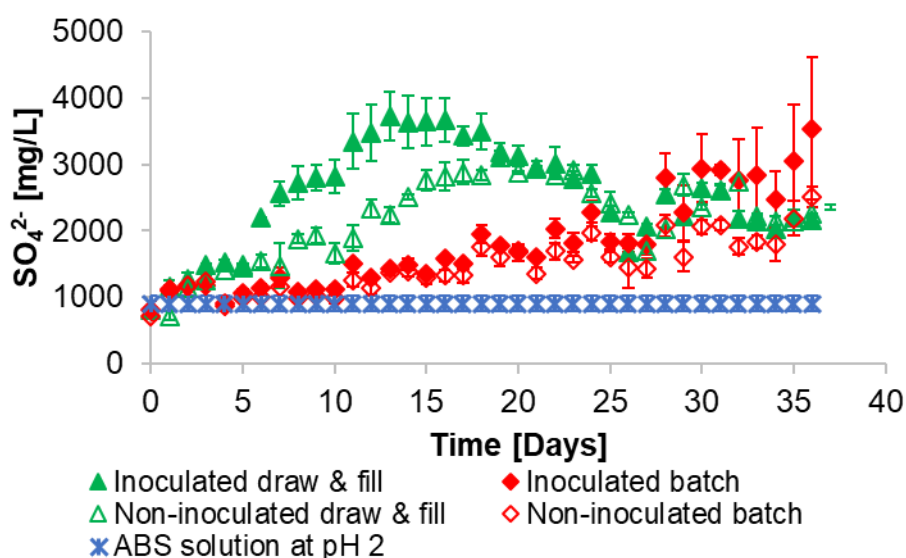 5000
4000
3000
2000
1000
0
SO₄²⁻ [mg/L]
0 5 10 15 20 25 30 35 40
Time [Days]
Inoculated draw & fill Inoculated batch
Non-inoculated draw & fill Non-inoculated batch
ABS solution at pH 2